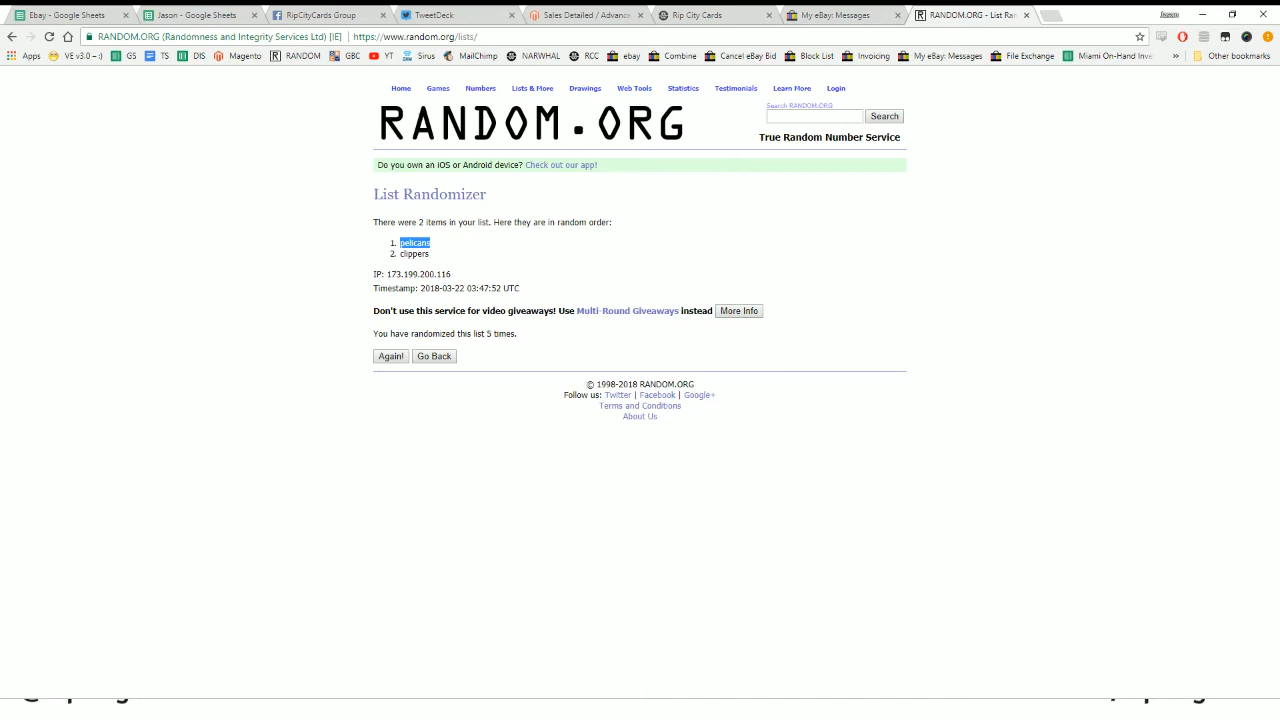 Ebay - Google Sheets
Jason - Google Sheets
RipCityCards Group
TweetDeck
Sales Detailed / Advance
Rip City Cards
My eBay: Messages
RANDOM.ORG - List Ran
Jason
RANDOM.ORG (Randomness and Integrity Services Ltd) [IE] https://www.random.org/lists/
Apps VE v3.0 - :) GS TS DIS Magento RANDOM GBC YT Sirus MailChimp NARWHAL RCC ebay Combine Cancel eBay Bid Block List Invoicing My eBay: Messages File Exchange Miami On-Hand Inve » Other bookmarks
Home Games Numbers Lists & More Drawings Web Tools Statistics Testimonials Learn More Login
RANDOM.ORG
Search RANDOM.ORG
Search
True Random Number Service
Do you own an iOS or Android device? Check out our app!
List Randomizer
There were 2 items in your list. Here they are in random order:
1. pelicans
2. clippers
IP: 173.199.200.116
Timestamp: 2018-03-22 03:47:52 UTC
Don't use this service for video giveaways! Use Multi-Round Giveaways instead More Info
You have randomized this list 5 times.
Again! Go Back
© 1998-2018 RANDOM.ORG
Follow us: Twitter | Facebook | Google+
Terms and Conditions
About Us